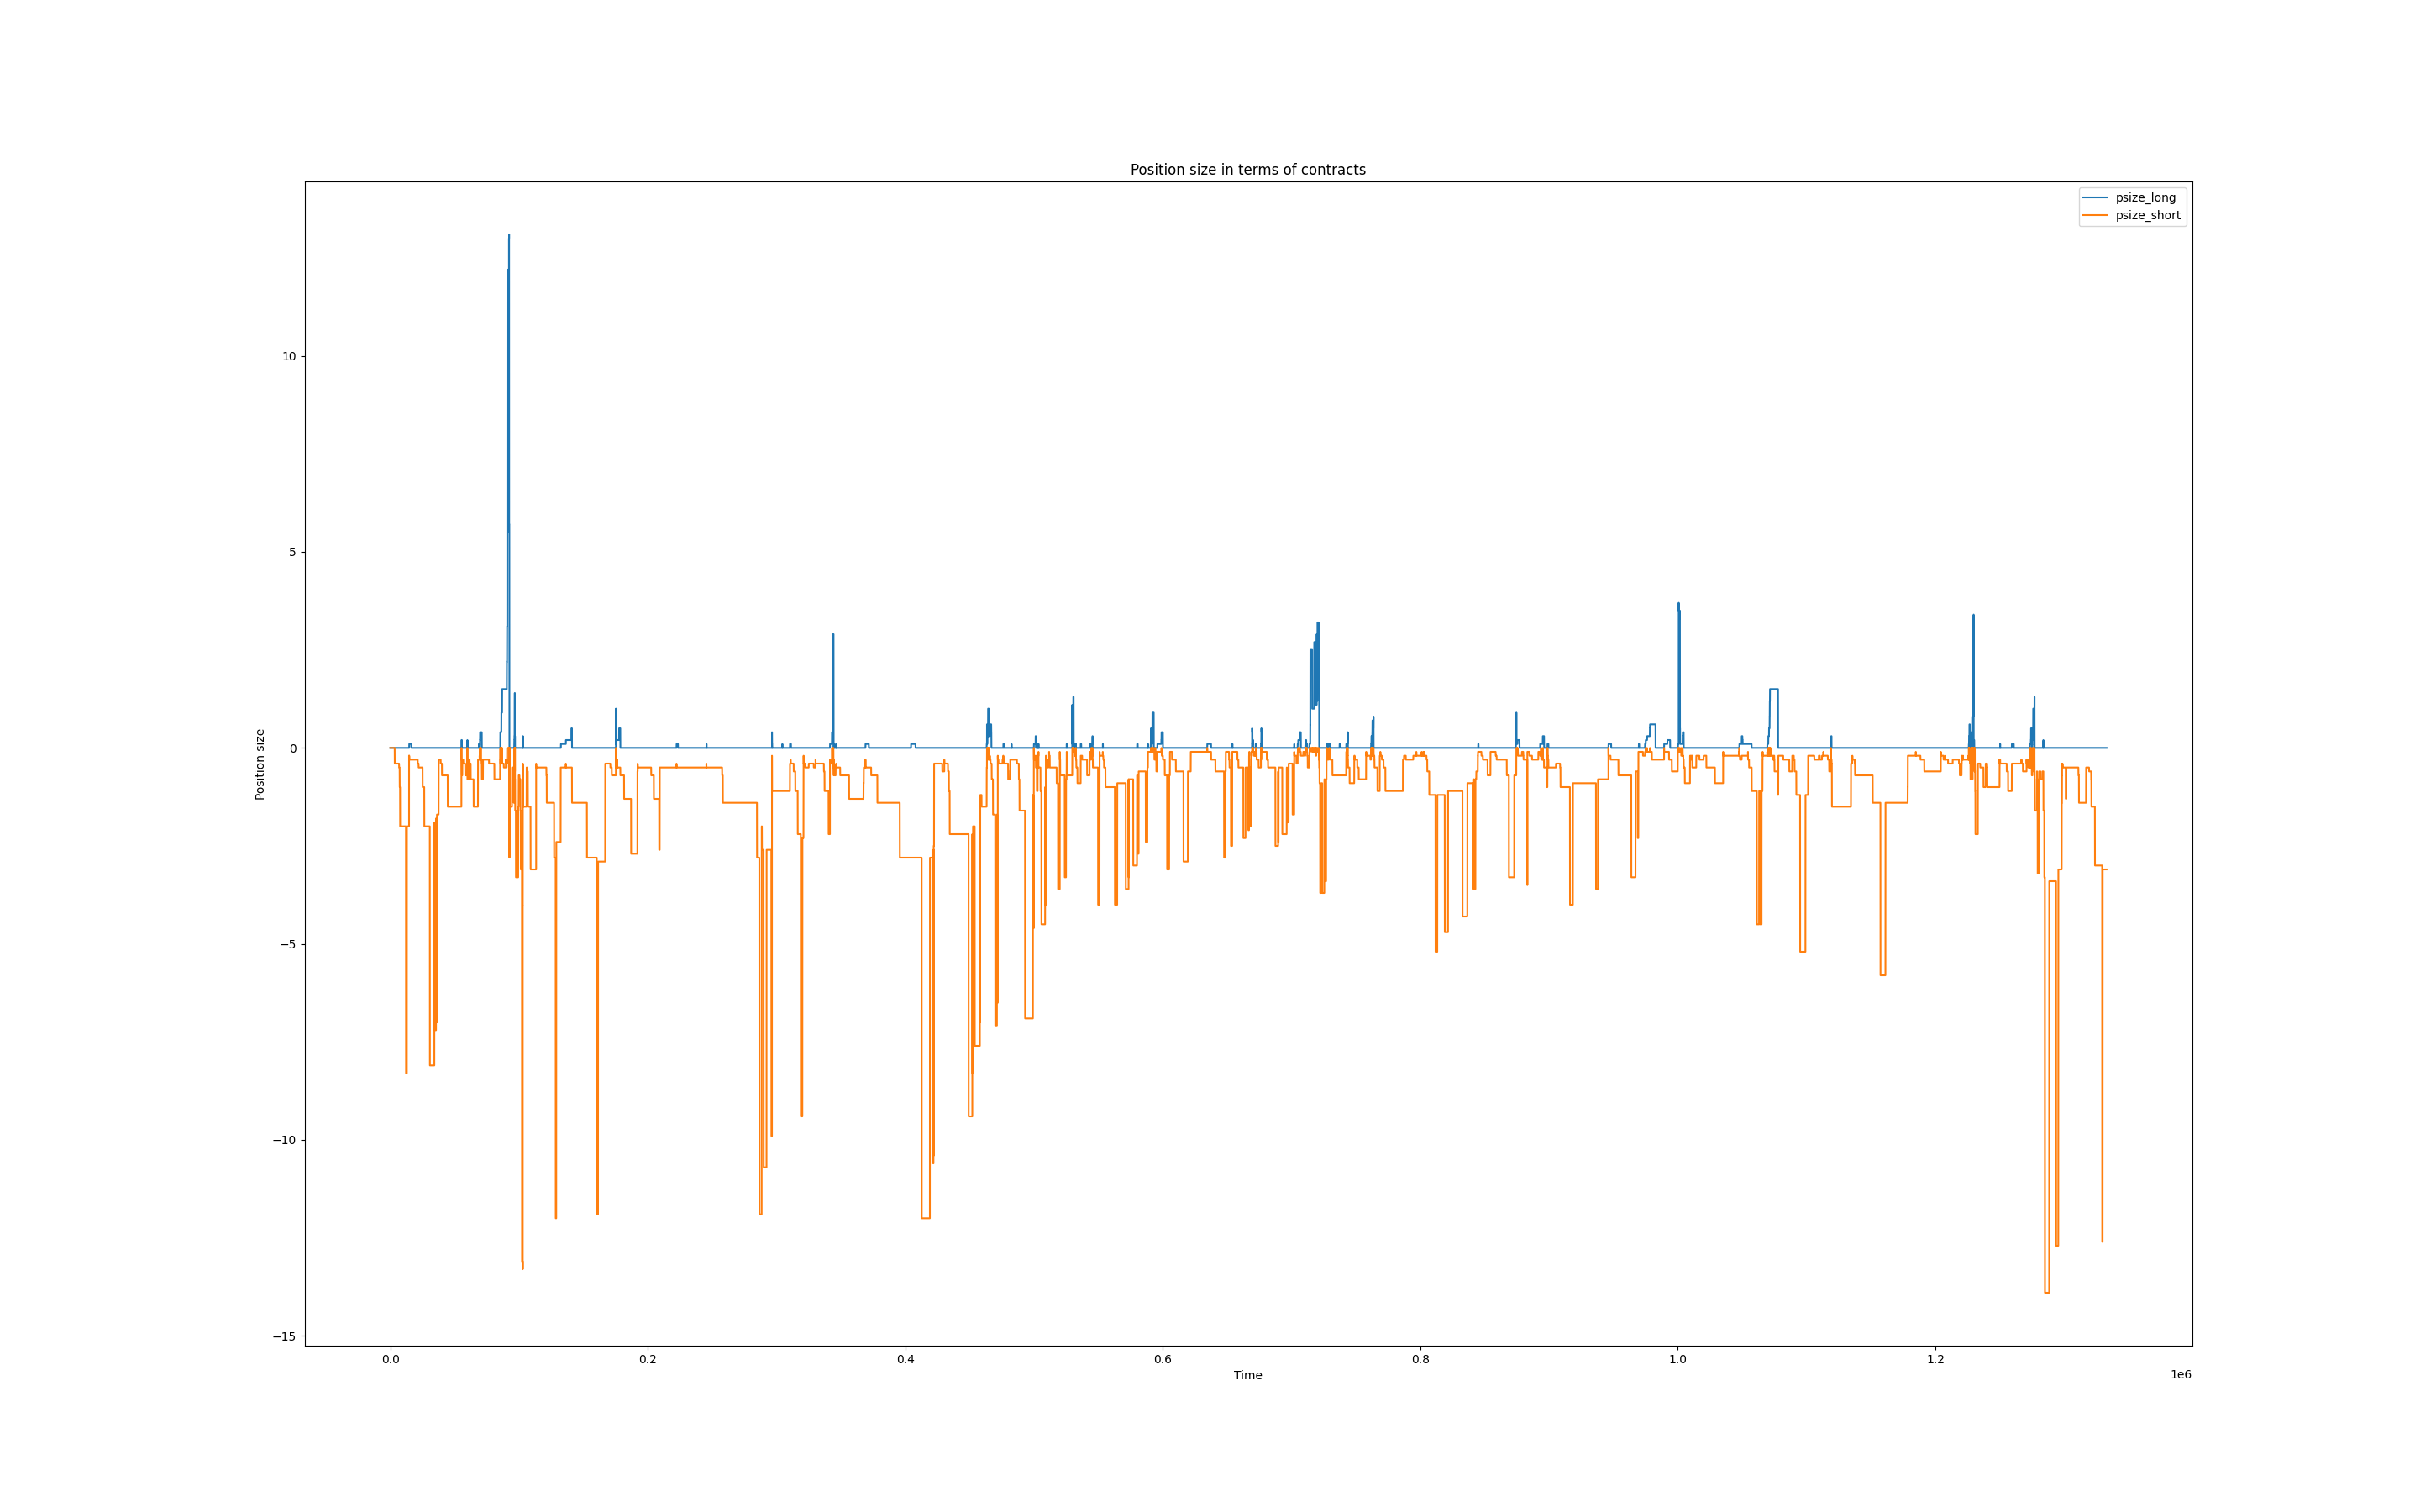 Position size in terms of contracts
psize_long
psize_short
Position size
10
5
0
−5
−10
−15
0.0
0.2
0.4
0.6
0.8
1.0
1.2
Time
1e6